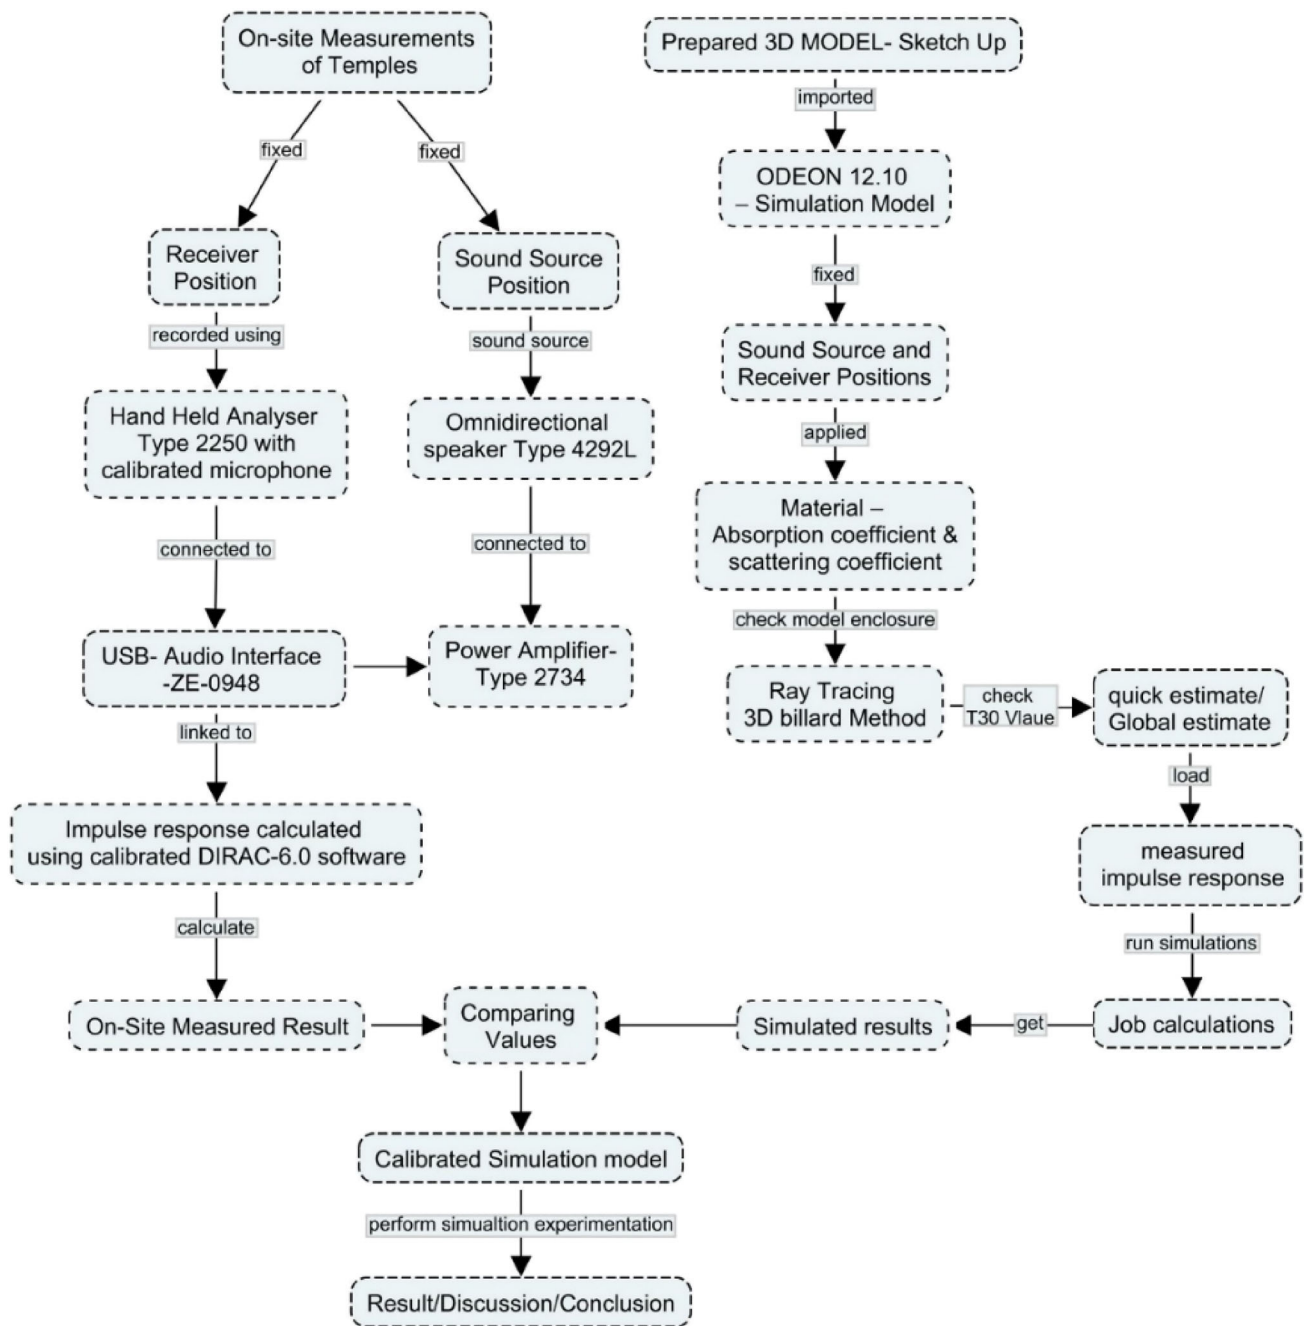 On-site Measurements
of Temples
fixed
fixed
Receiver
Position
Sound Source
Position
recorded using
sound source
Hand Held Analyser
Type 2250 with
calibrated microphone
Omnidirectional
speaker Type 4292L
connected to
connected to
USB- Audio Interface
-ZE-0948
Power Amplifier-
Type 2734
linked to
Impulse response calculated
using calibrated DIRAC-6.0 software
calculate
On-Site Measured Result
Prepared 3D MODEL- Sketch Up
imported
ODEON 12.10
– Simulation Model
fixed
Sound Source and
Receiver Positions
applied
Material –
Absorption coefficient &
scattering coefficient
check model enclosure
Ray Tracing
3D billard Method
check
T30 Vlaue
quick estimate/
Global estimate
load
measured
impulse response
run simulations
Job calculations
get
Simulated results
Comparing
Values
Calibrated Simulation model
perform simualtion experimentation
Result/Discussion/Conclusion